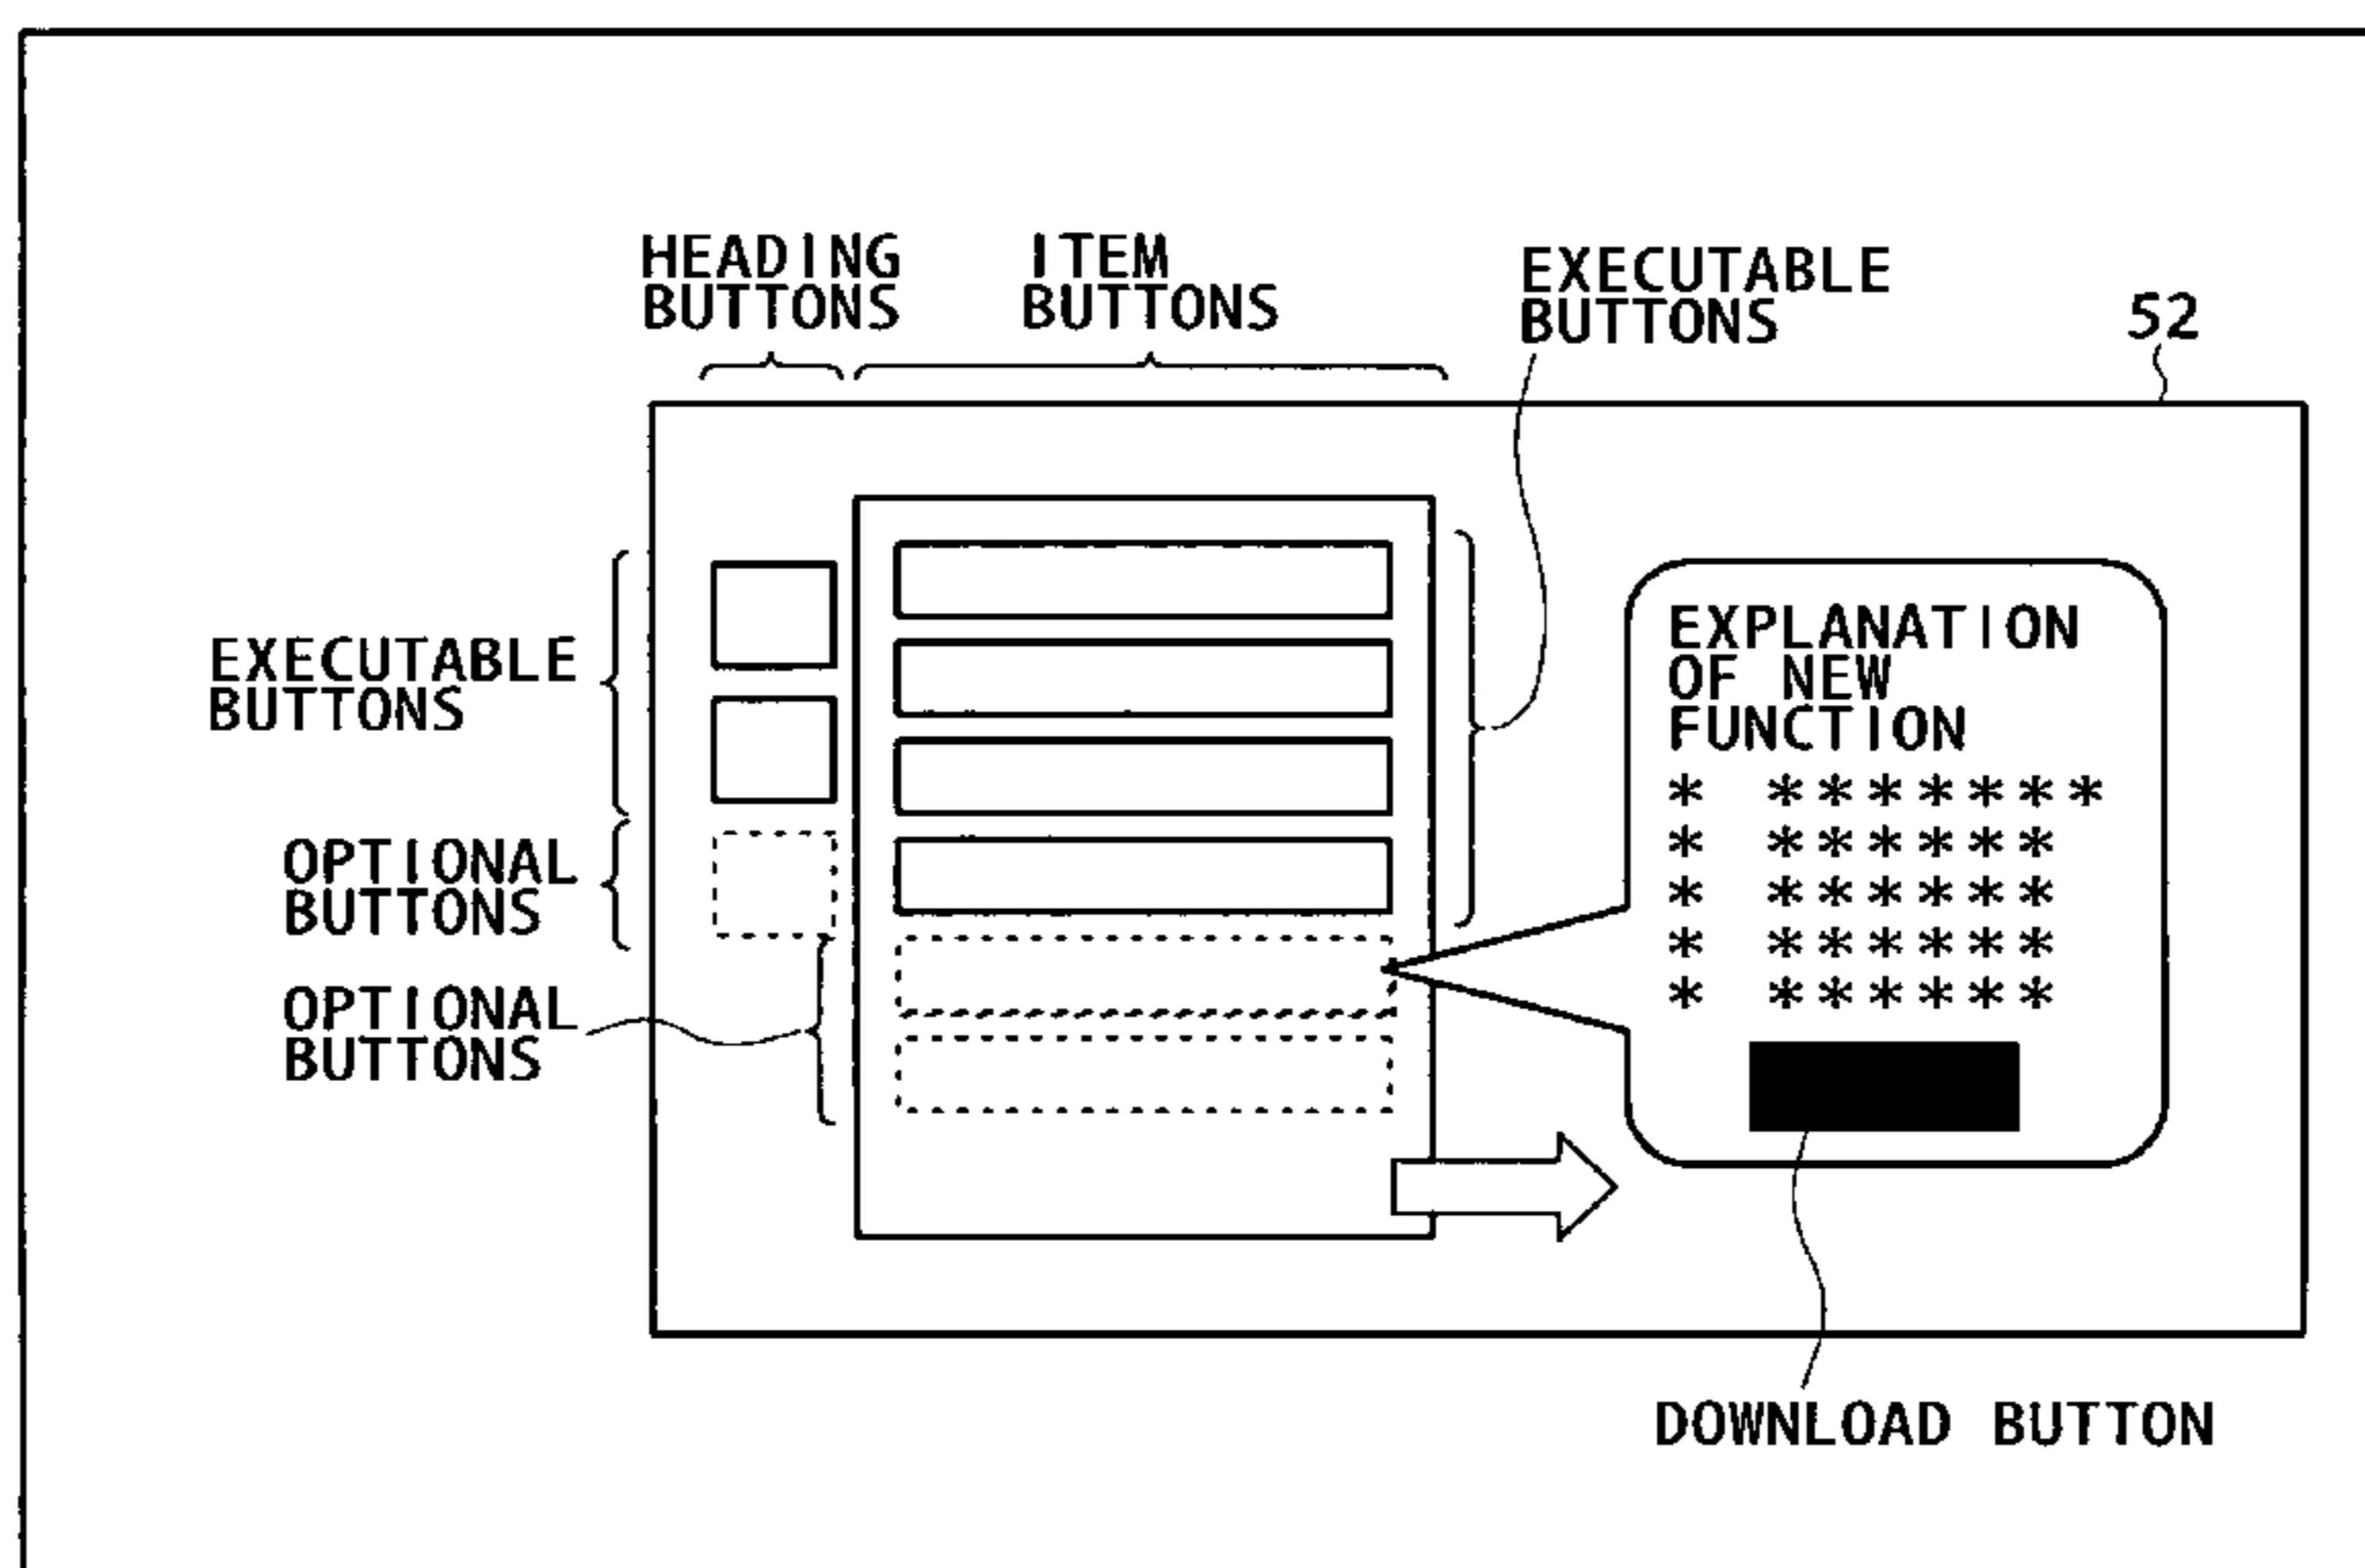 HEADING
BUTTONS
ITEM
BUTTONS
EXECUTABLE
BUTTONS
52
EXECUTABLE
BUTTONS
OPTIONAL
BUTTONS
OPTIONAL
BUTTONS
EXPLANATION
OF NEW
FUNCTION
* *******
* ******
* ******
* ******
* ******
DOWNLOAD BUTTON